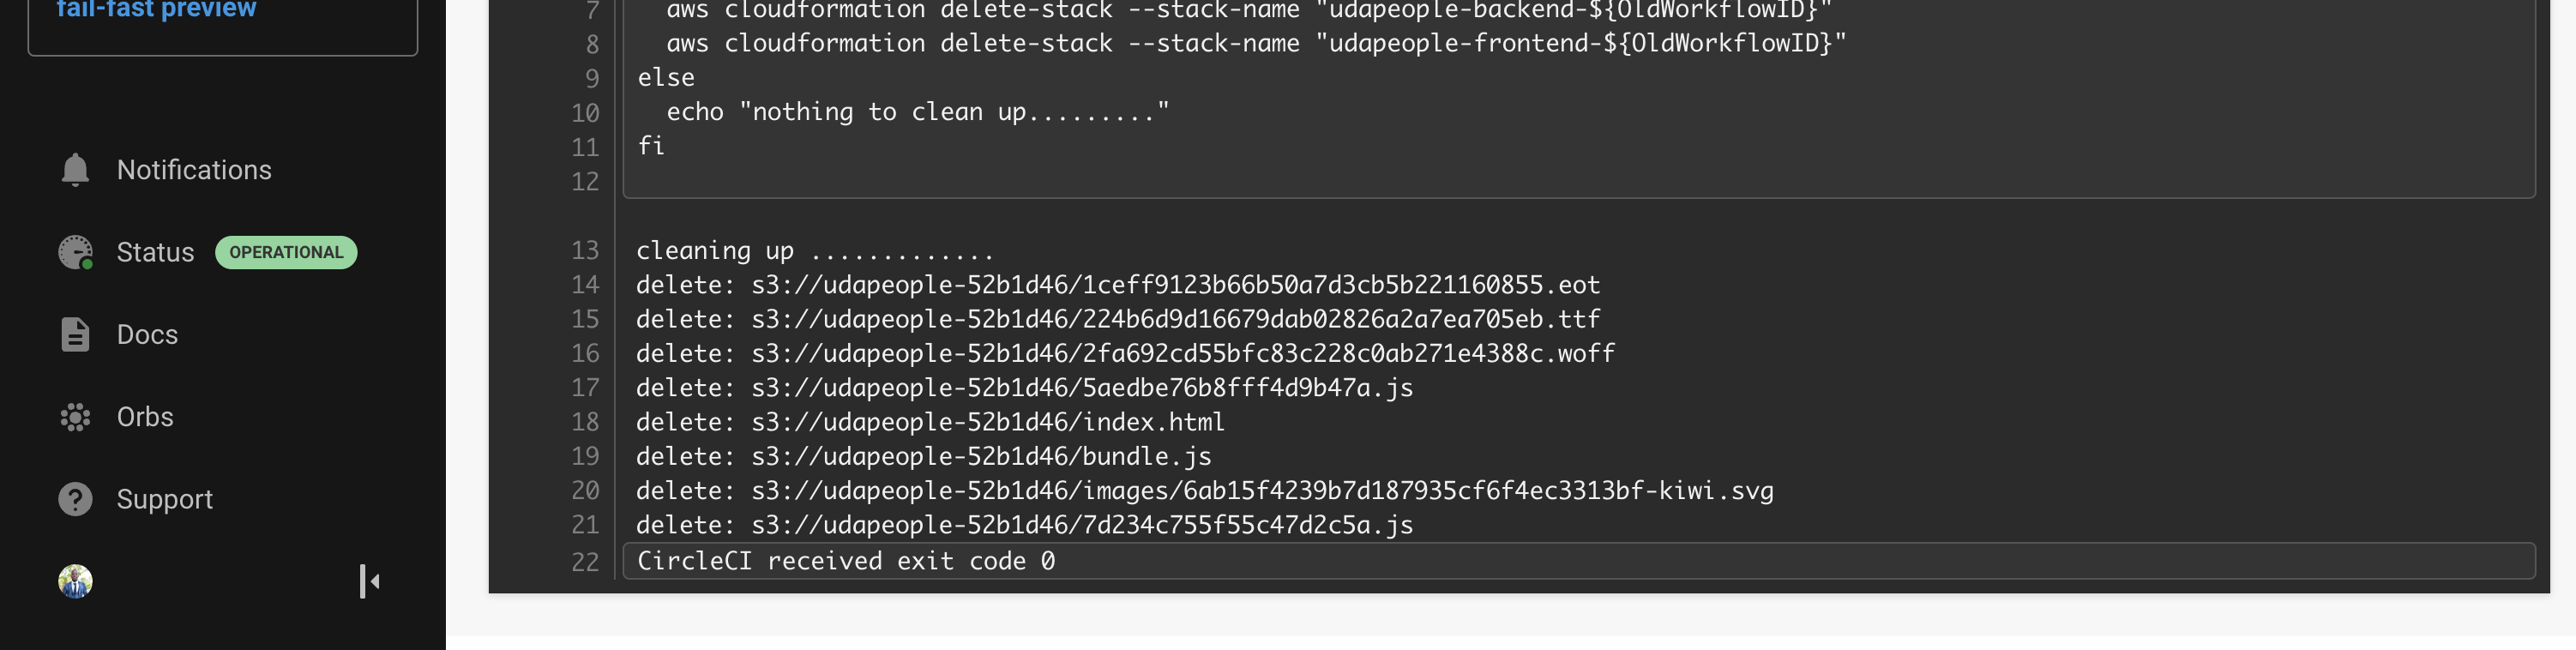 fail-fast preview
Notifications
Status OPERATIONAL
Docs
Orbs
Support
7 aws cloudformation delete-stack --stack-name "udapeople-backend-${OldWorkflowID}"
8 aws cloudformation delete-stack --stack-name "udapeople-frontend-${OldWorkflowID}"
9 else
10 echo "nothing to clean up........."
11 fi
12
13 cleaning up .............
14 delete: s3://udapeople-52b1d46/1ceff9123b66b50a7d3cb5b221160855.eot
15 delete: s3://udapeople-52b1d46/224b6d9d16679dab02826a2a7ea705eb.ttf
16 delete: s3://udapeople-52b1d46/2fa692cd55bfc83c228c0ab271e4388c.woff
17 delete: s3://udapeople-52b1d46/5aedbe76b8fff4d9b47a.js
18 delete: s3://udapeople-52b1d46/index.html
19 delete: s3://udapeople-52b1d46/bundle.js
20 delete: s3://udapeople-52b1d46/images/6ab15f4239b7d187935cf6f4ec3313bf-kiwi.svg
21 delete: s3://udapeople-52b1d46/7d234c755f55c47d2c5a.js
22 CircleCI received exit code 0